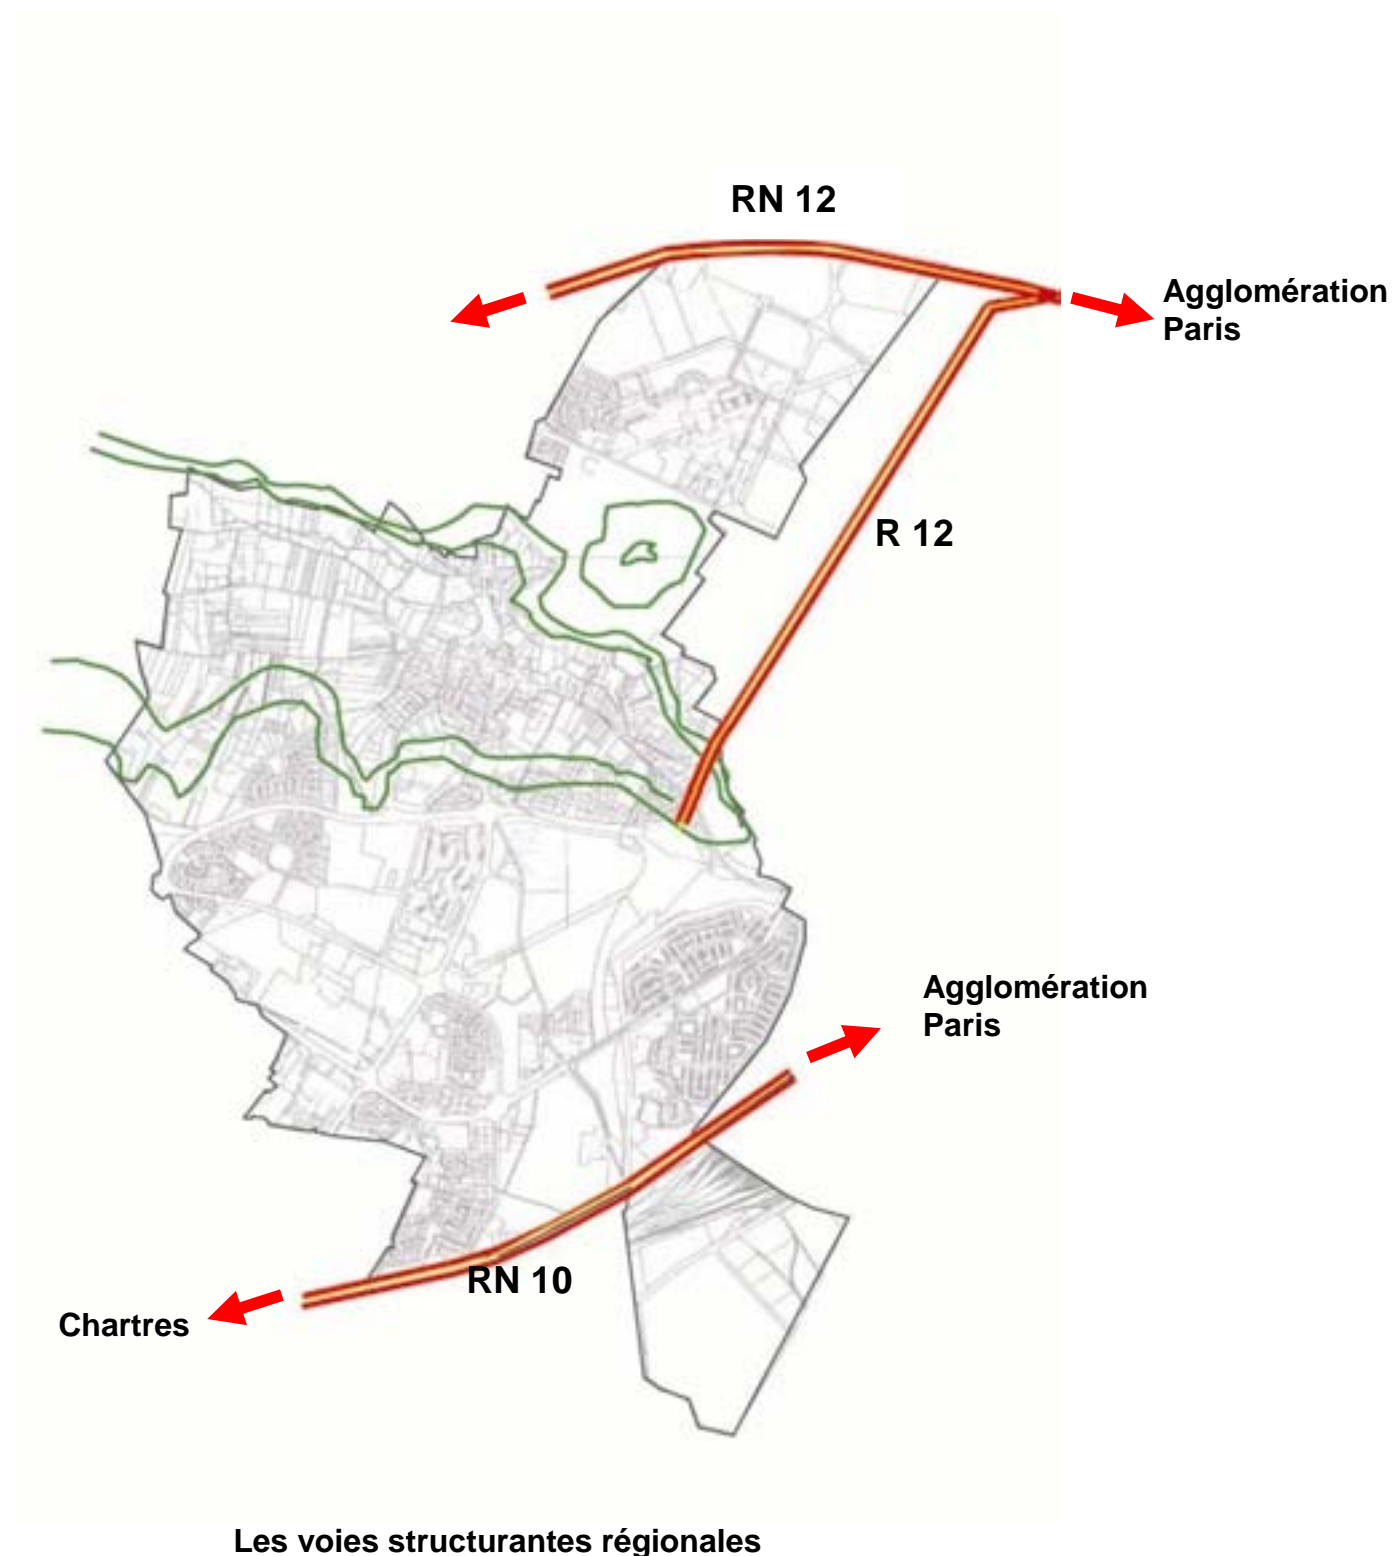 RN 12
Agglomération
Paris
R 12
Agglomération
Paris
RN 10
Chartres
Les voies structurantes régionales